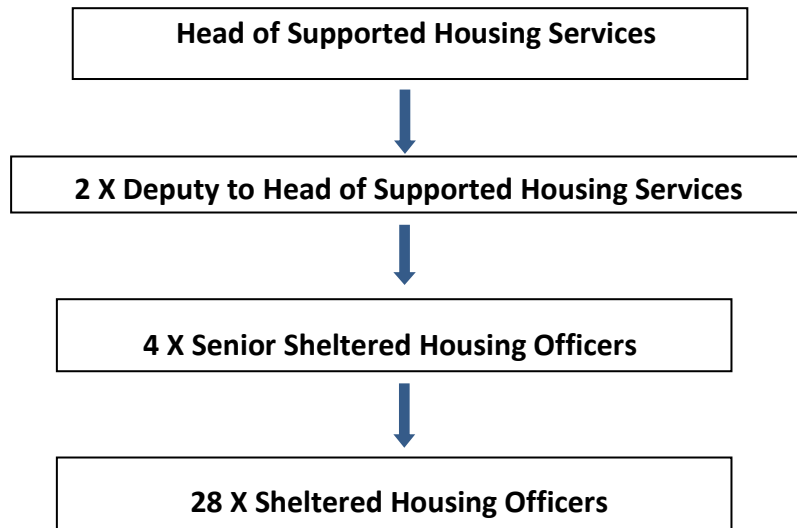 Head of Supported Housing Services
2 X Deputy to Head of Supported Housing Services
4 X Senior Sheltered Housing Officers
28 X Sheltered Housing Officers